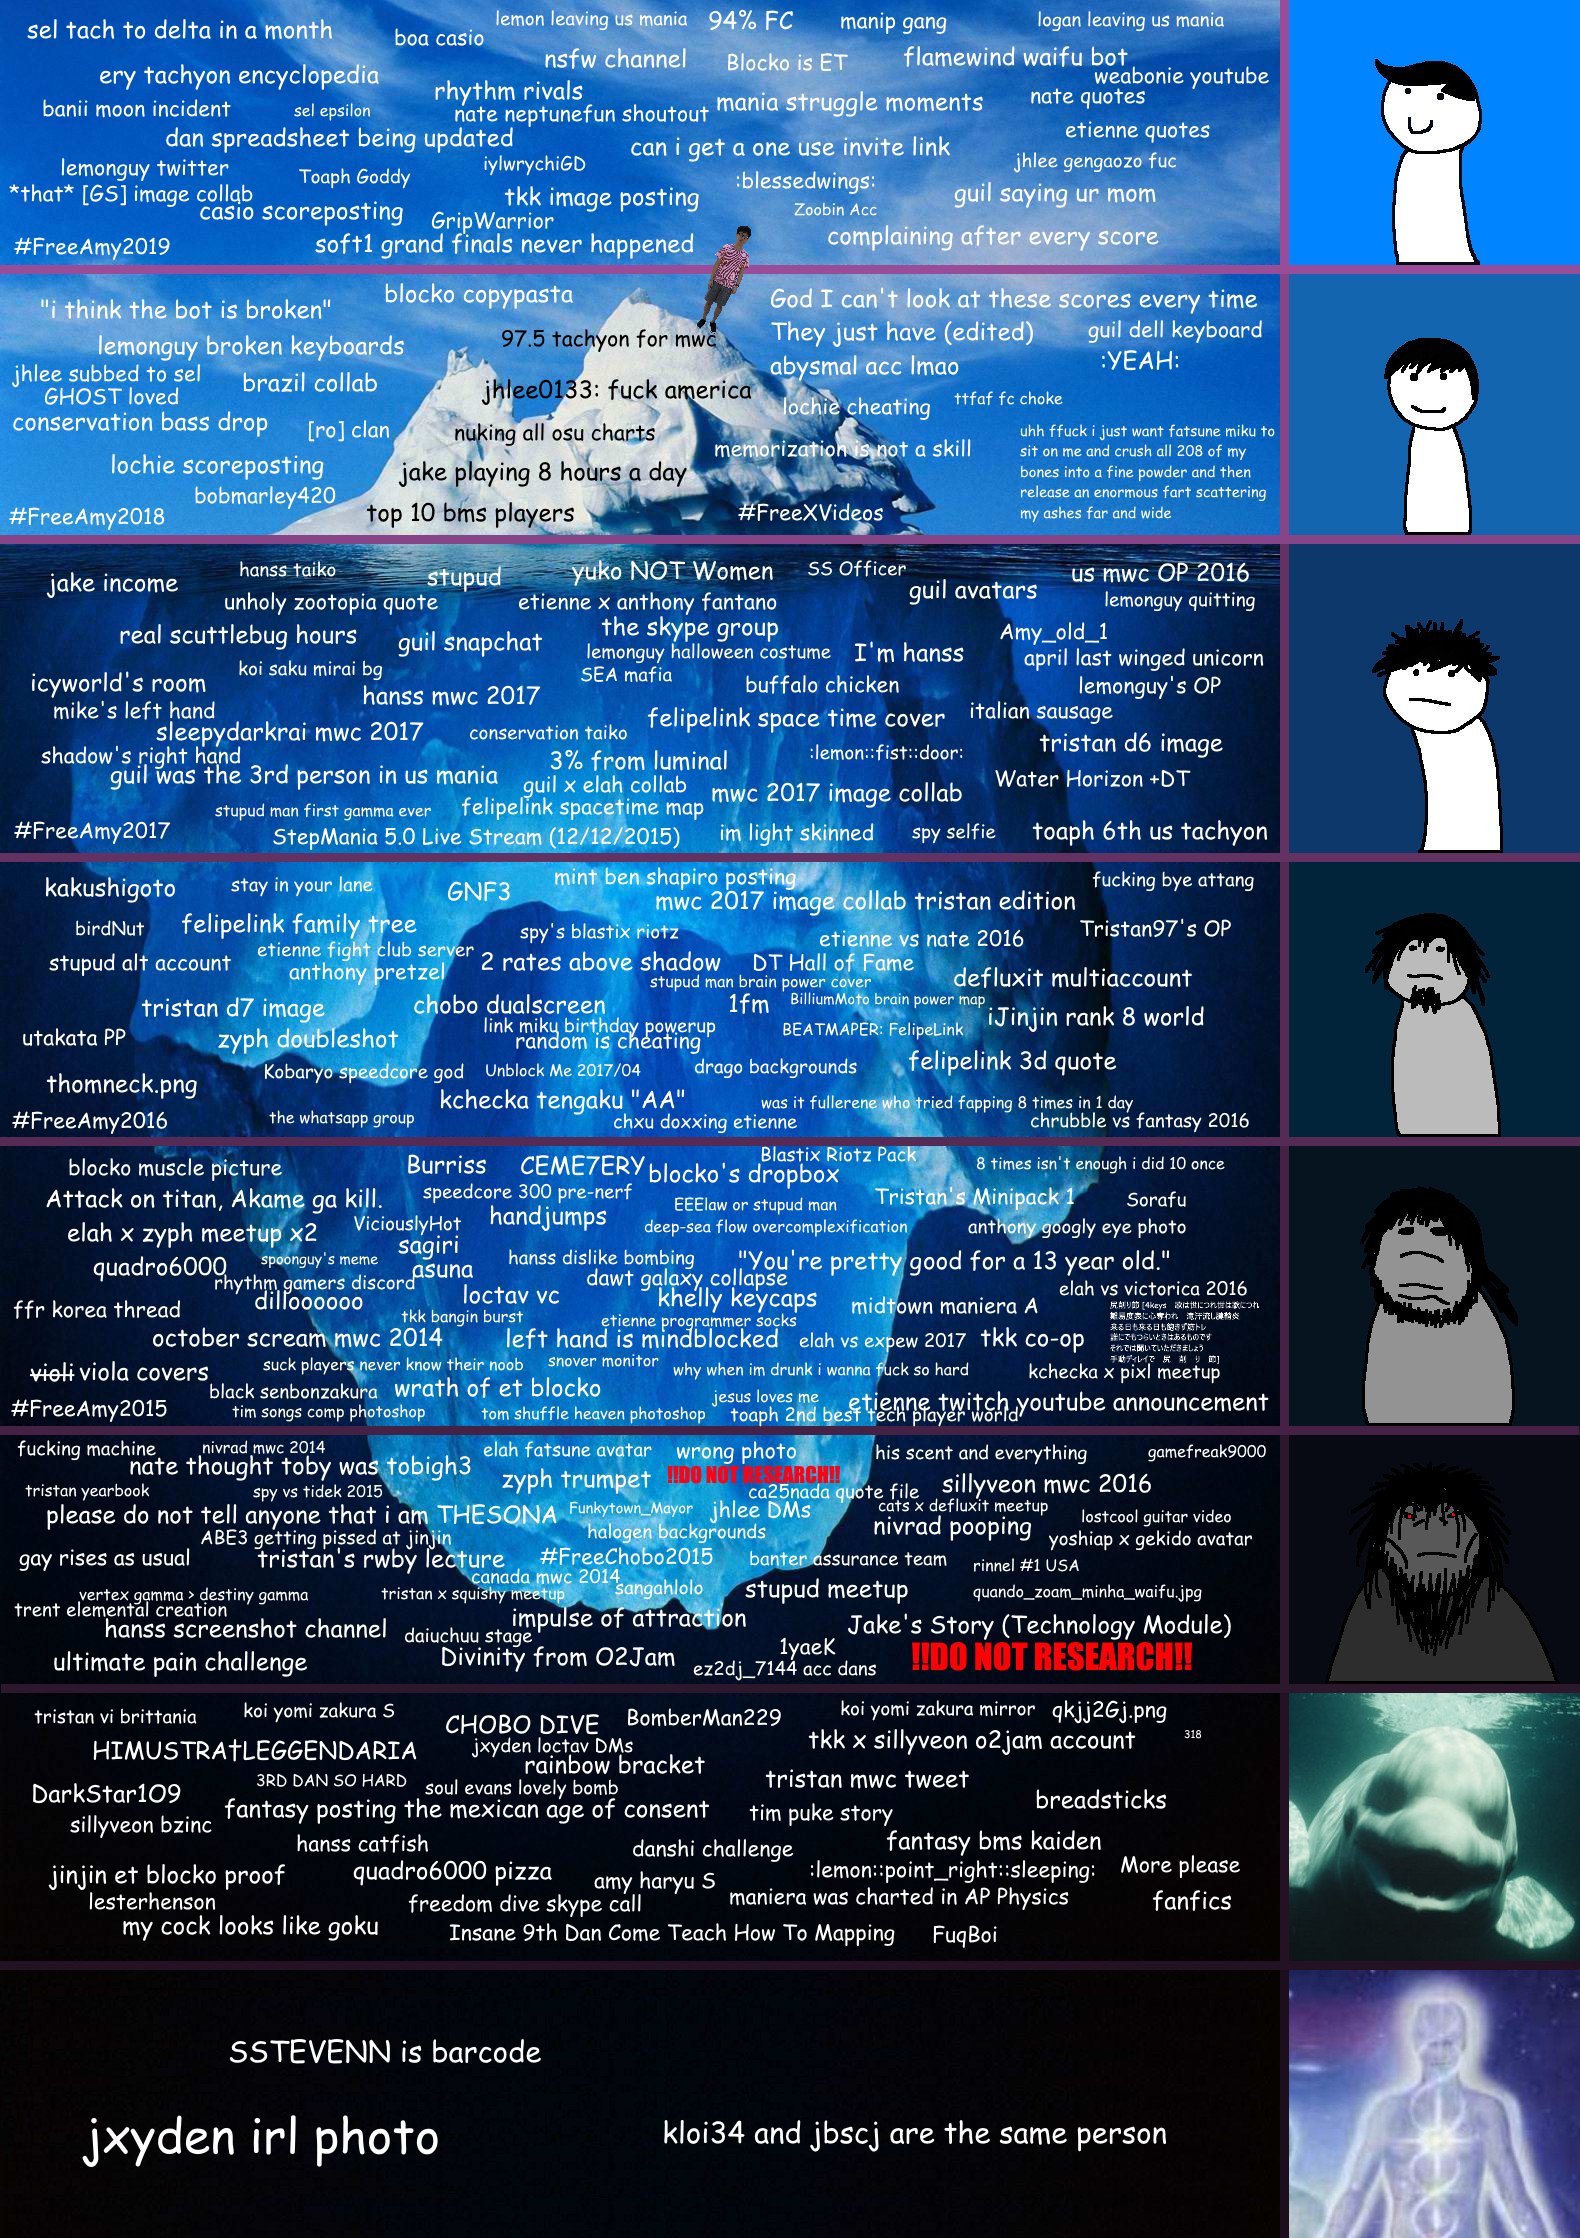 sel tach to delta in a month
boa casio
lemon leaving us mania
94% FC
manip gang
logan leaving us mania
ery tachyon encyclopedia
nsfw channel
Blocko is ET
flamewind waifu bot
weabonie youtube
rhythm rivals
banii moon incident
sel epsilon
nate neptunefun shoutout
mania struggle moments
nate quotes
dan spreadsheet being updated
can i get a one use invite link
etienne quotes
lemonguy twitter
Toaph Goddy
iylwrychiGD
jhlee gengaozo fuc
*that* [GS] image collab
casio scoreposting
tkk image posting
:blessedwings:
guil saying ur mom
GripWarrior
Zoobin Acc
#FreeAmy2019
soft1 grand finals never happened
complaining after every score
"i think the bot is broken"
blocko copypasta
God I can't look at these scores every time
They just have (edited)
abysmal acc lmao
guil dell keyboard
lemonguy broken keyboards
97.5 tachyon for mwc
:YEAH:
jhlee subbed to sel
GHOST loved
brazil collab
jhlee0133: fuck america
lochie cheating
ttfaf fc choke
conservation bass drop
[ro] clan
nuking all osu charts
memorization is not a skill
uhh ffuck i just want fatsune miku to
sit on me and crush all 208 of my
bones into a fine powder and then
release an enormous fart scattering
my ashes far and wide
lochie scoreposting
jake playing 8 hours a day
bobmarley420
#FreeAmy2018
top 10 bms players
#FreeXVideos
jake income
hanss taiko
stupud
yuko NOT Women
SS Officer
us mwc OP 2016
unholy zootopia quote
etienne x anthony fantano
guil avatars
lemonguy quitting
real scuttlebug hours
guil snapchat
the skype group
Amy_old_1
koi saku mirai bg
lemonguy halloween costume
I'm hanss
april last winged unicorn
icyworld's room
SEA mafia
buffalo chicken
lemonguy's OP
mike's left hand
hanss mwc 2017
felipelink space time cover
italian sausage
sleepydarkrai mwc 2017
conservation taiko
shadow's right hand
3% from luminal
:lemon::fist::door:
tristan d6 image
guil was the 3rd person in us mania
guil x elah collab
mwc 2017 image collab
Water Horizon +DT
stupud man first gamma ever
felipelink spacetime map
#FreeAmy2017
StepMania 5.0 Live Stream (12/12/2015)
im light skinned
spy selfie
toaph 6th us tachyon
kakushigoto
stay in your lane
GNF3
mint ben shapiro posting
mwc 2017 image collab tristan edition
fucking bye attang
birdNut
felipelink family tree
spy's blastix riotz
etienne vs nate 2016
Tristan97's OP
etienne fight club server
stupud alt account
anthony pretzel
2 rates above shadow
DT Hall of Fame
defluxit multiaccount
stupud man brain power cover
tristan d7 image
chobo dualscreen
1fm
BilliumMoto brain power map
iJinjin rank 8 world
utakata PP
zyph doubleshot
link miku birthday powerup
random is cheating
BEATMAPER: FelipeLink
thomneck.png
Kobaryo speedcore god
Unblock Me 2017/04
drago backgrounds
felipelink 3d quote
kchecka tengaku "AA"
was it fullerene who tried fapping 8 times in 1 day
#FreeAmy2016
the whatsapp group
chxu doxxing etienne
chrubble vs fantasy 2016
blocko muscle picture
Burriss
CEME7ERY
blocko's dropbox
Blastix Riotz Pack
8 times isn't enough i did 10 once
Attack on titan, Akame ga kill.
speedcore 300 pre-nerf
EEElaw or stupud man
Tristan's Minipack 1
Sorafu
elah x zyph meetup x2
ViciouslyHot
handjumps
deep-sea flow overcomplexification
anthony googly eye photo
sagiri
quadro6000
spoonguy's meme
asuna
hanss dislike bombing
"You're pretty good for a 13 year old."
rhythm gamers discord
dawt galaxy collapse
elah vs victorica 2016
ffr korea thread
dilloooooo
loctav vc
khelly keycaps
midtown maniera A
tkk bangin burst
etienne programmer socks
october scream mwc 2014
left hand is mindblocked
elah vs expew 2017
tkk co-op
violi viola covers
suck players never know their noob
snover monitor
why when im drunk i wanna fuck so hard
kchecka x pixl meetup
black senbonzakura
wrath of et blocko
jesus loves me
etienne twitch youtube announcement
#FreeAmy2015
tim songs comp photoshop
tom shuffle heaven photoshop
toaph 2nd best tech player world
fucking machine
nivrad mwc 2014
elah fatsune avatar
wrong photo
his scent and everything
gamefreak9000
nate thought toby was tobigh3
zyph trumpet
!!DO NOT RESEARCH!!
ca25nada quote file
sillyveon mwc 2016
tristan yearbook
spy vs tidek 2015
please do not tell anyone that i am THESONA
Funkytown_Mayor
jhlee DMs
cats x defluxit meetup
nivrad pooping
lostcool guitar video
ABE3 getting pissed at jinjin
halogen backgrounds
yoshiap x gekido avatar
gay rises as usual
tristan's rwby lecture
#FreeChobo2015
banter assurance team
rinnel #1 USA
canada mwc 2014
vertex gamma > destiny gamma
tristan x squishy meetup
sangahlolo
stupud meetup
quando_zoam_minha_waifu.jpg
trent elemental creation
hanss screenshot channel
daiuchuu stage
impulse of attraction
Jake's Story (Technology Module)
ultimate pain challenge
Divinity from O2Jam
1yaeK
ez2dj_7144 acc dans
!!DO NOT RESEARCH!!
tristan vi brittania
koi yomi zakura S
CHOBO DIVE
BomberMan229
koi yomi zakura mirror
qkjj2Gj.png
HIMUSTRA†LEGGENDARIA
jxyden loctav DMs
tkk x sillyveon o2jam account
318
rainbow bracket
DarkStar1O9
3RD DAN SO HARD
soul evans lovely bomb
tristan mwc tweet
sillyveon bzinc
fantasy posting the mexican age of consent
tim puke story
breadsticks
hanss catfish
danshi challenge
fantasy bms kaiden
jinjin et blocko proof
quadro6000 pizza
amy haryu S
:lemon::point_right::sleeping:
More please
lesterhenson
freedom dive skype call
maniera was charted in AP Physics
fanfics
my cock looks like goku
Insane 9th Dan Come Teach How To Mapping
FuqBoi
SSTEVENN is barcode
jxyden irl photo
kloi34 and jbscj are the same person